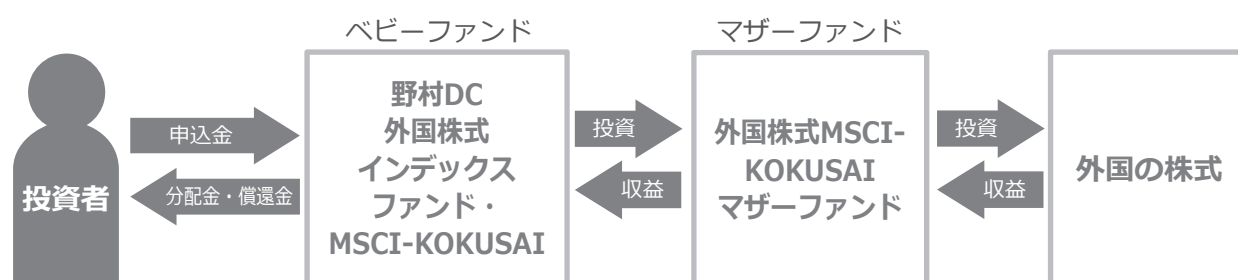 ベビーファンド
マザーファンド
投資者
申込金
分配金・償還金
野村DC
外国株式
インデックス
ファンド・
MSCI-KOKUSAI
投資
収益
外国株式MSCI-
KOKUSAI
マザーファンド
投資
収益
外国の株式